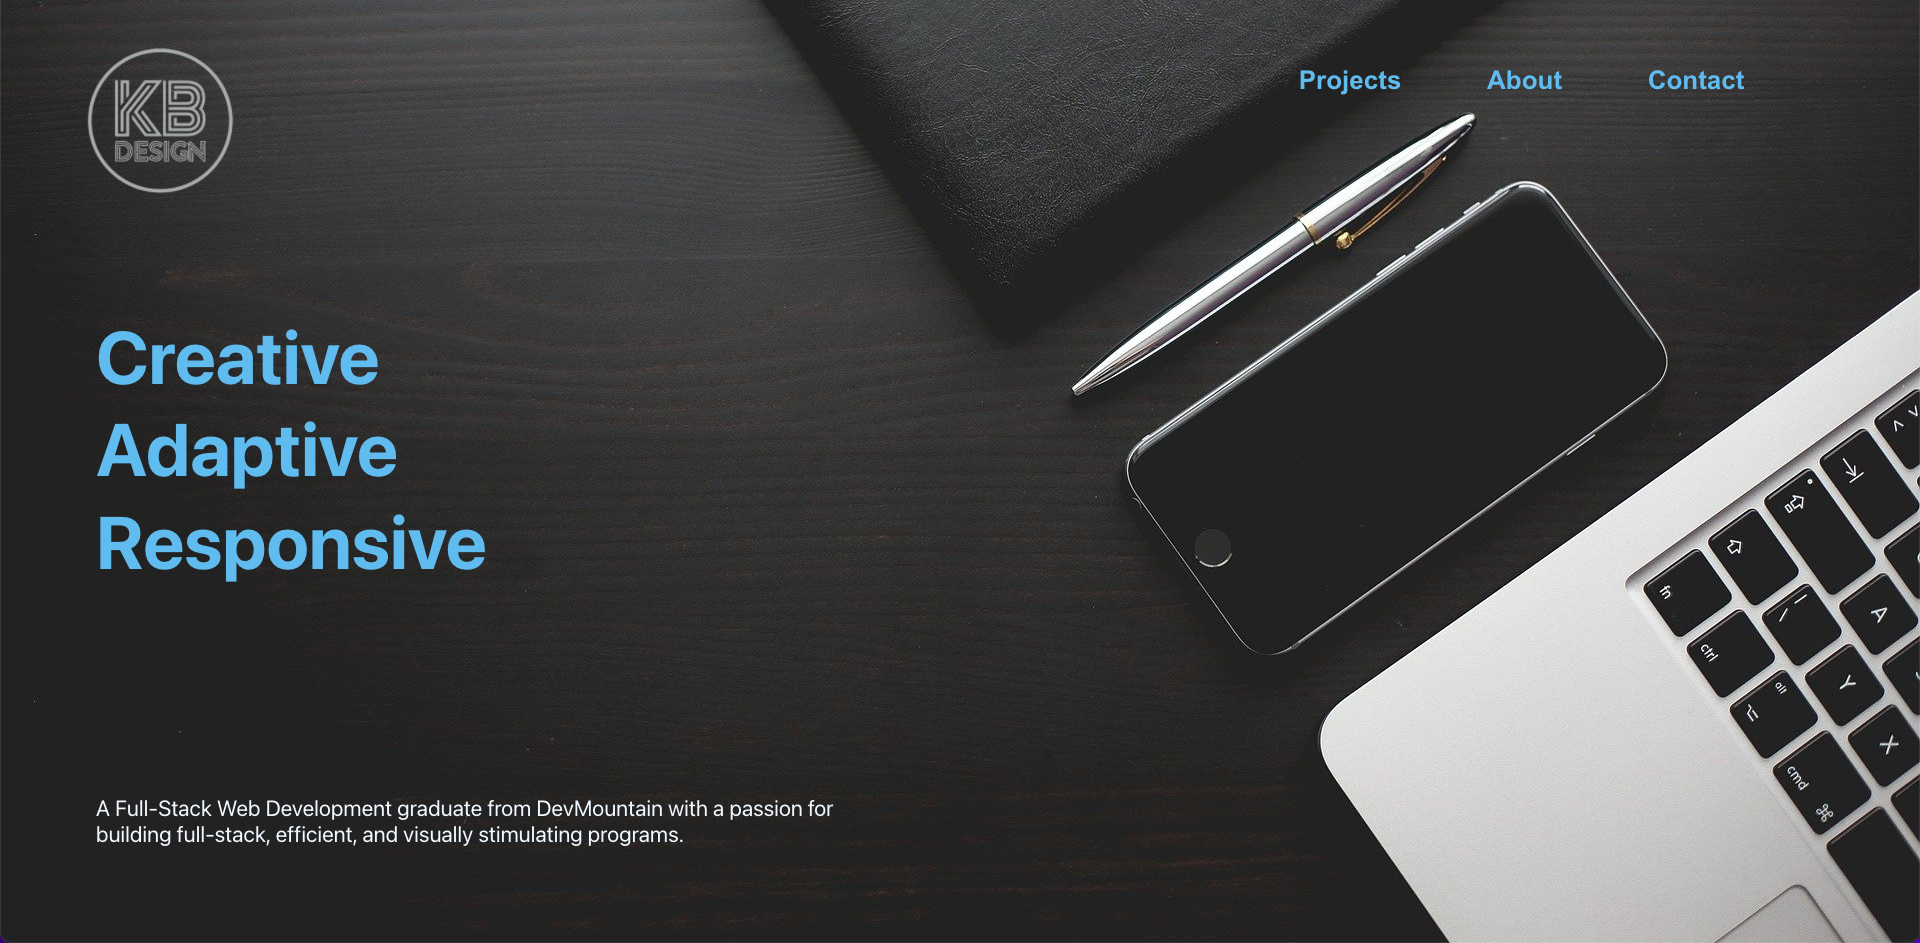 KB
DESIGN
Projects About Contact
Creative
Adaptive
Responsive
A Full-Stack Web Development graduate from DevMountain with a passion for
building full-stack, efficient, and visually stimulating programs.
fn
ctrl
alt
cmd
⌘
A
Y
X